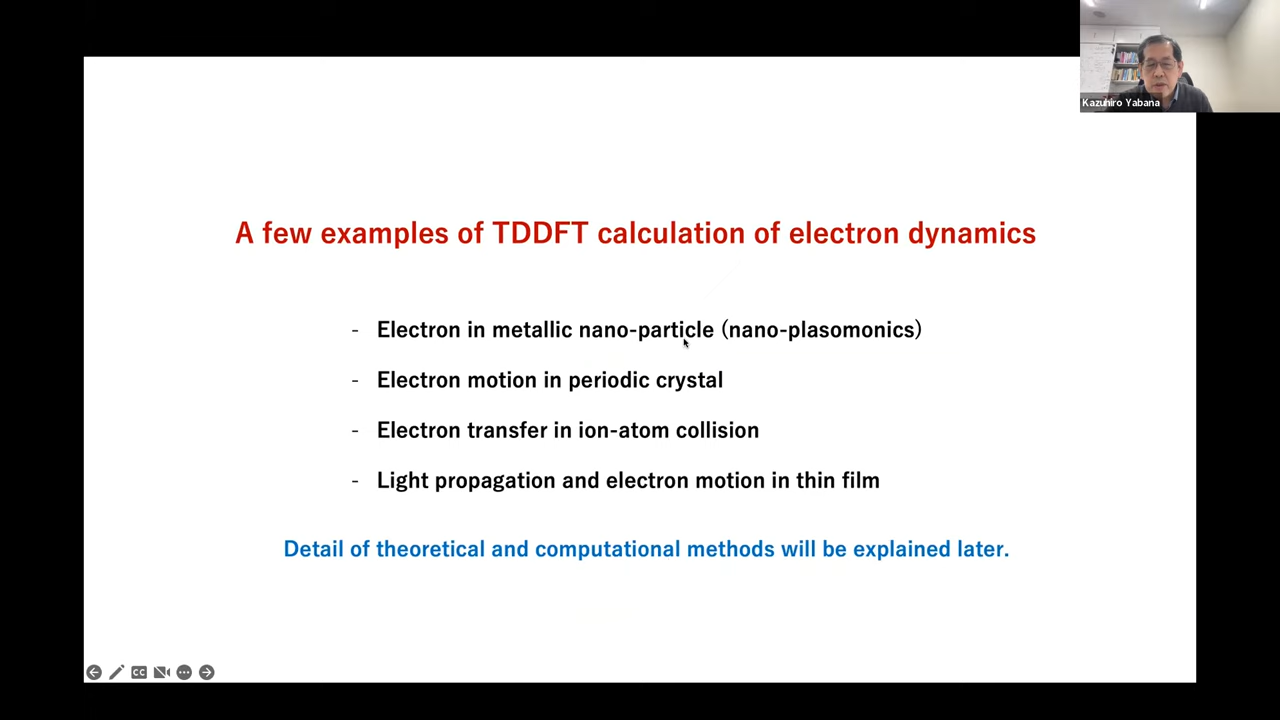 Kazuhiro Yabana
A few examples of TDDFT calculation of electron dynamics
- Electron in metallic nano-particle (nano-plasomonics)
- Electron motion in periodic crystal
- Electron transfer in ion-atom collision
- Light propagation and electron motion in thin film
Detail of theoretical and computational methods will be explained later.
CC